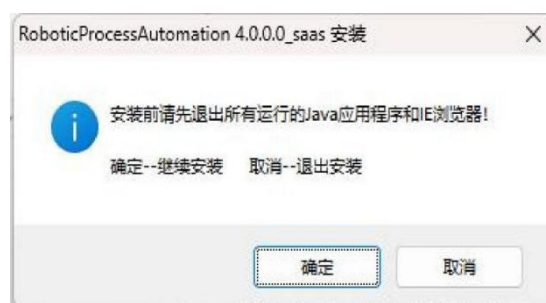 RoboticProcessAutomation 4.0.0.0_saas 安装
安装前请先退出所有运行的Java应用程序和IE浏览器!
确定--继续安装 取消--退出安装
确定 取消